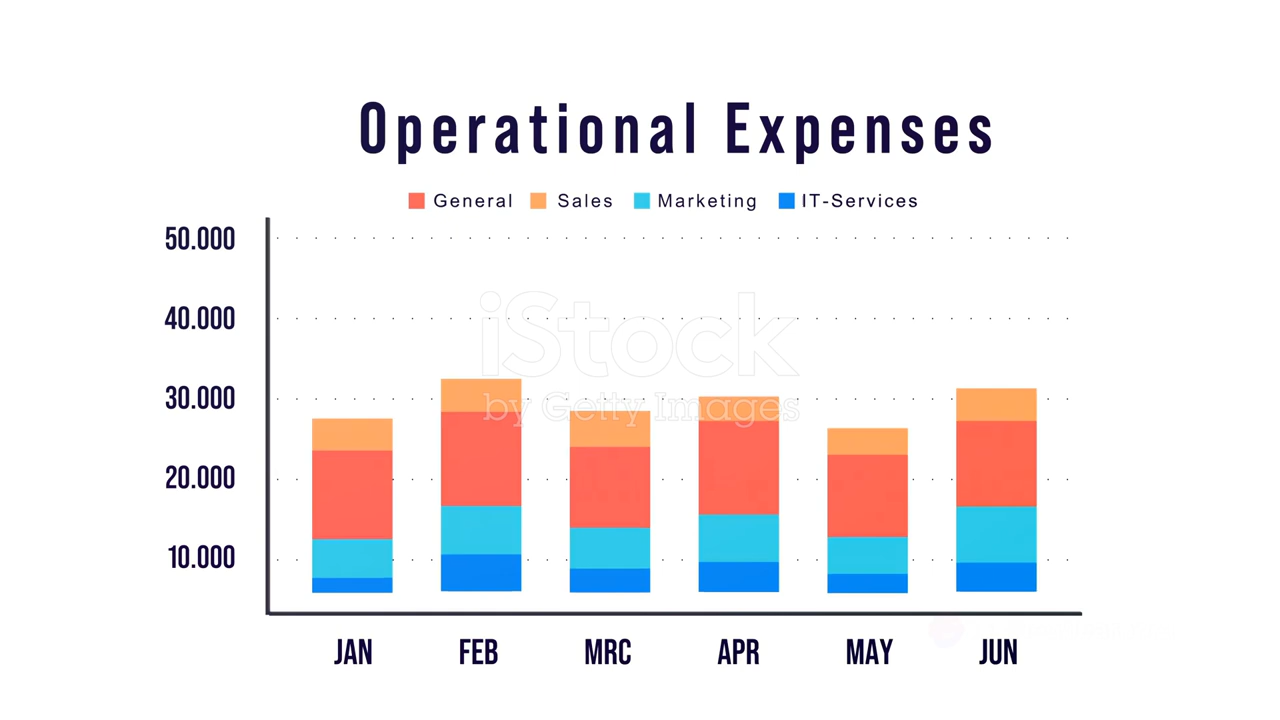 Operational Expenses
General Sales Marketing IT-Services
50.000
40.000
30.000
20.000
10.000
iStock
by Getty Images
JAN FEB MRC APR MAY JUN